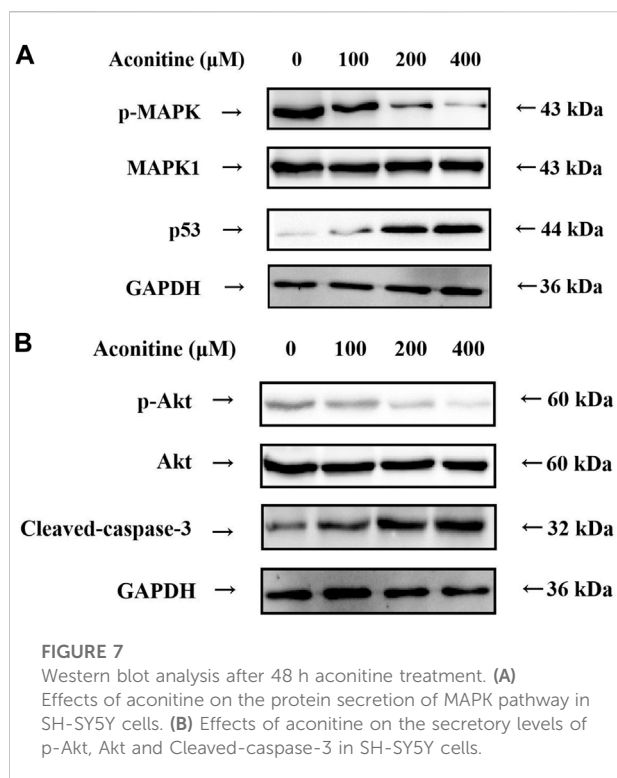 A
Aconitine (µM) 0 100 200 400
p-MAPK → ← 43 kDa
MAPK1 → ← 43 kDa
p53 → ← 44 kDa
GAPDH → ← 36 kDa
B
Aconitine (µM) 0 100 200 400
p-Akt → ← 60 kDa
Akt → ← 60 kDa
Cleaved-caspase-3 → ← 32 kDa
GAPDH → ← 36 kDa
FIGURE 7
Western blot analysis after 48 h aconitine treatment. (A)
Effects of aconitine on the protein secretion of MAPK pathway in
SH-SY5Y cells. (B) Effects of aconitine on the secretory levels of
p-Akt, Akt and Cleaved-caspase-3 in SH-SY5Y cells.